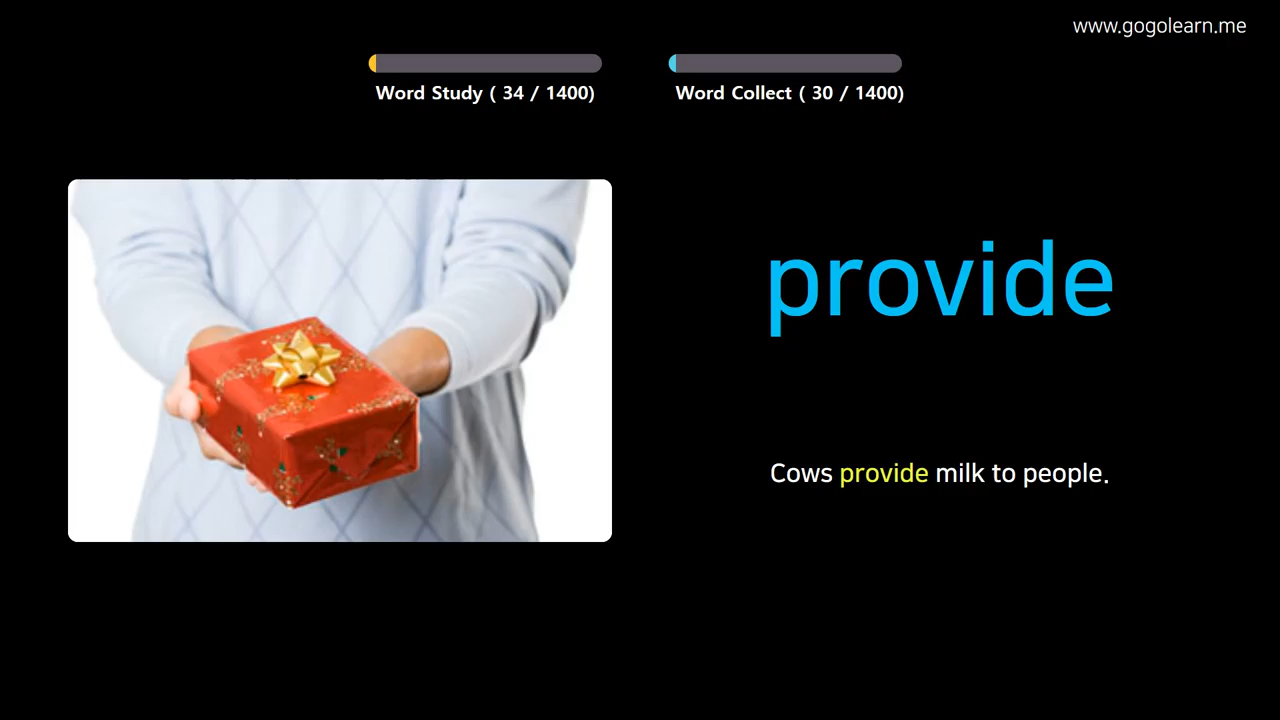 www.gogolearn.me
Word Study ( 34 / 1400)
Word Collect ( 30 / 1400)
provide
Cows provide milk to people.